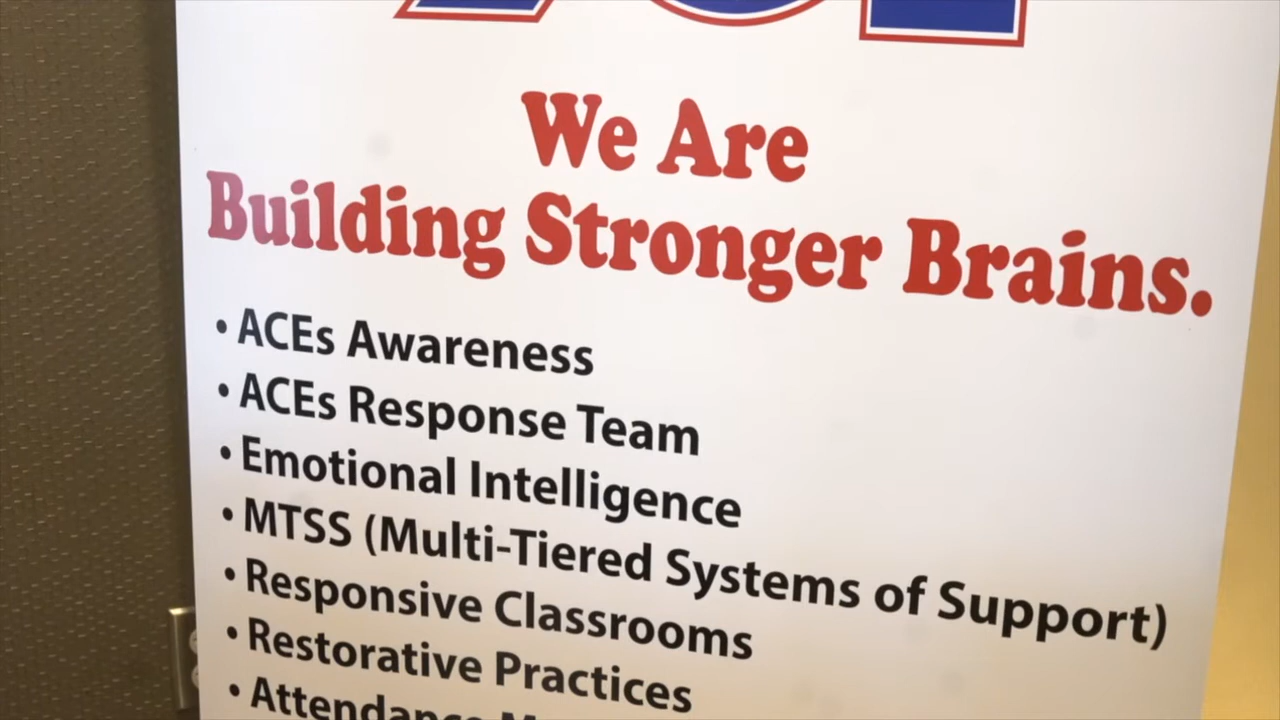 We Are
Building Stronger Brains.
• ACEs Awareness
• ACEs Response Team
• Emotional Intelligence
• MTSS (Multi-Tiered Systems of Support)
• Responsive Classrooms
• Restorative Practices
• Attendance